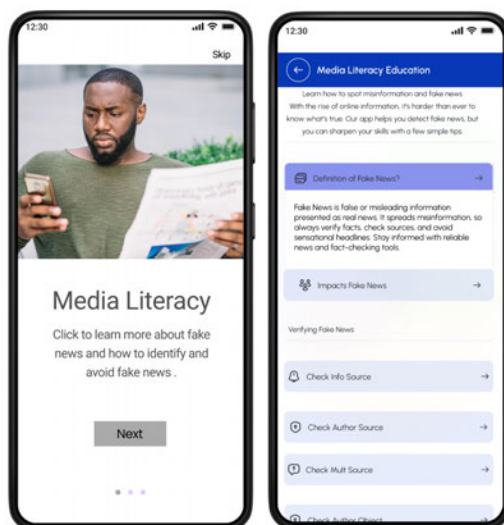 12:30
Skip
Media Literacy
Click to learn more about fake
news and how to identify and
avoid fake news .
Next
12:30
Media Literacy Education
Learn how to spot misinformation and fake news
With the rise of online information, it's harder than ever to
know what's true. Our app helps you detect fake news, but
you can sharpen your skills with a few simple tips.
Definition of Fake News?
Fake News is false or misleading information
presented as real news. It spreads misinformation, so
always verify facts, check sources, and avoid
sensational headlines. Stay informed with reliable
news and fact-checking tools.
Impacts Fake News
Verifying Fake News
Check Info Source
Check Author Source
Check Mult Source
Check Author Object